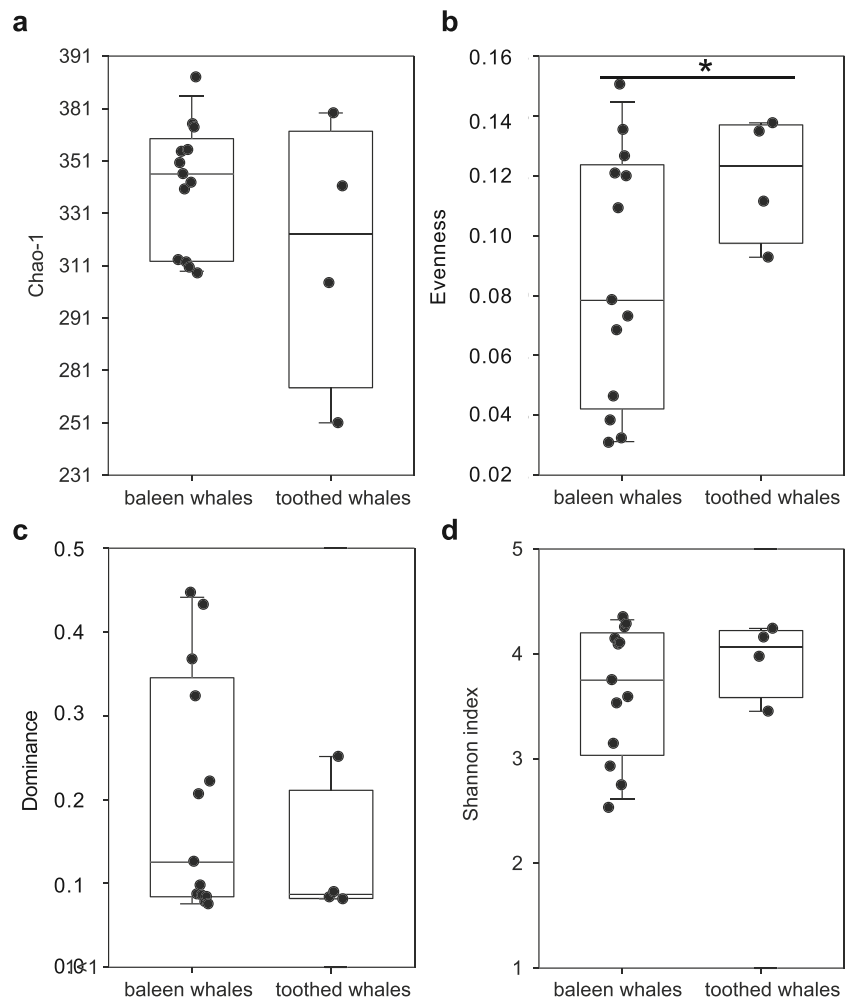 a
391
381
351
331
311
291
281
251
231
Chao-1
baleen whales toothed whales
b
0.16
0.14
0.12
0.10
0.08
0.06
0.04
0.02
Evenness
*
baleen whales toothed whales
c
0.5
0.4
0.3
0.2
0.1
Dominance
baleen whales toothed whales
d
5
4
3
2
1
Shannon index
baleen whales toothed whales